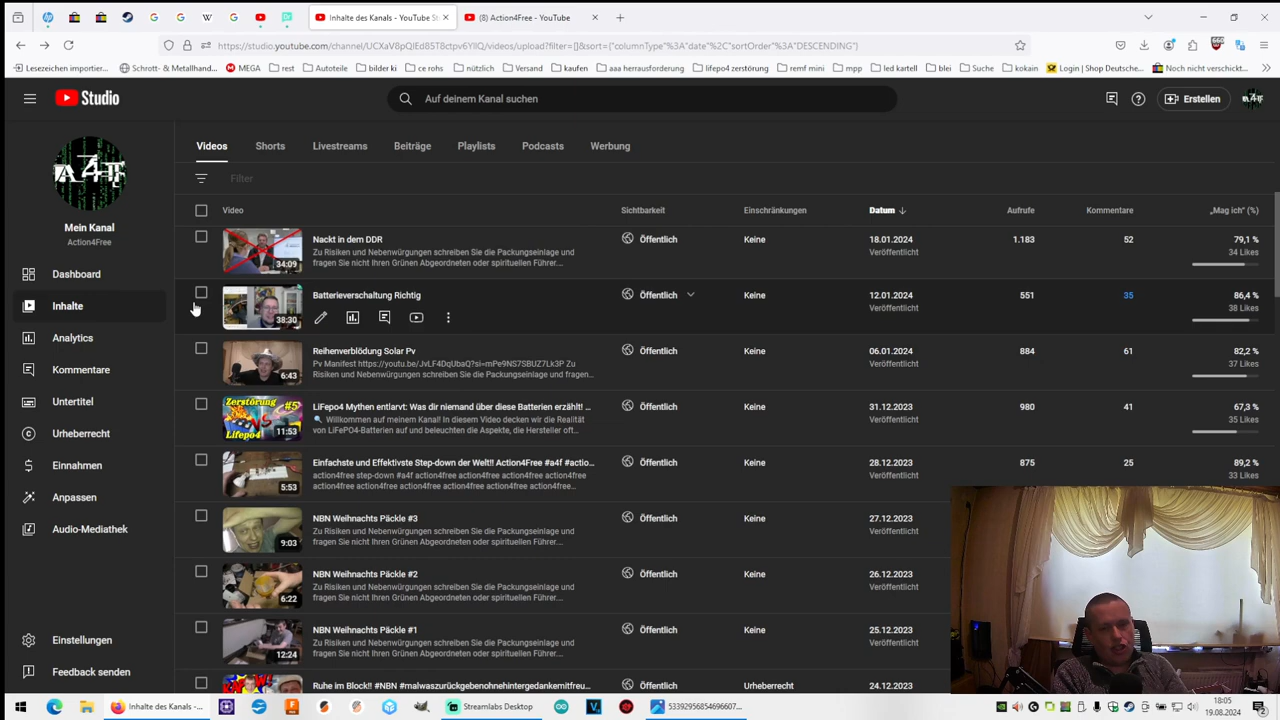 Inhalte des Kanals - YouTube St
(8) Action4Free - YouTube
https://studio.youtube.com/channel/UCXaV8pQIEd85T8ctpv6YlIQ/videos/upload?filter=[]&sort={"columnType"%3A"date"%2C"sortOrder"%3A"DESCENDING"}
Lesezeichen importier...
Schrott- & Metallhand...
MEGA
rest
Autoteile
bilder ki
ce rohs
nützlich
Versand
kaufen
aaa herrausforderung
lifepo4 zerstörung
remf mini
mpp
led kartell
blei
Suche
kokain
Login | Shop Deutsche...
Noch nicht verschickt...
Studio
Auf deinem Kanal suchen
Erstellen
A4F
Mein Kanal
Action4Free
Dashboard
Inhalte
Analytics
Kommentare
Untertitel
Urheberrecht
Einnahmen
Anpassen
Audio-Mediathek
Einstellungen
Feedback senden
Videos Shorts Livestreams Beiträge Playlists Podcasts Werbung
Filter
Video Sichtbarkeit Einschränkungen Datum Aufrufe Kommentare „Mag ich" (%)
Nackt in dem DDR Öffentlich Keine 18.01.2024 1.183 52 79,1 %
Zu Risiken und Nebenwürgungen schreiben Sie die Packungseinlage und Veröffentlicht 34 Likes
fragen Sie nicht Ihren Grünen Abgeordneten oder spirituellen Führer.
34:09
Batterieverschaltung Richtig Öffentlich Keine 12.01.2024 551 35 86,4 %
Veröffentlicht 38 Likes
38:30
Reihenverblödung Solar Pv Öffentlich Keine 06.01.2024 884 61 82,2 %
Pv Manifest https://youtu.be/JvLF4DqUbaQ?si=mPe9NS7SBUZ7Lk3P Zu Veröffentlicht 37 Likes
Risiken und Nebenwürgungen schreiben Sie die Packungseinlage und fragen...
6:43
LiFepo4 Mythen entlarvt: Was dir niemand über diese Batterien erzählt! ... Öffentlich Keine 31.12.2023 980 41 67,3 %
Willkommen auf meinem Kanal! In diesem Video decken wir die Realität Veröffentlicht 35 Likes
von LiFePO4-Batterien auf und beleuchten die Aspekte, die Hersteller oft...
Zerstörung
#5
VS
Lifepo4
11:53
Einfachste und Effektivste Step-down der Welt!! Action4Free #a4f #actio... Öffentlich Keine 28.12.2023 875 25 89,2 %
action4free step-down #a4f action4free action4free action4free Veröffentlicht 33 Likes
action4free action4free action4free action4free action4free action4free...
5:53
NBN Weihnachts Päckle #3 Öffentlich Keine 27.12.2023
Zu Risiken und Nebenwürgungen schreiben Sie die Packungseinlage und Veröffentlicht
fragen Sie nicht Ihren Grünen Abgeordneten oder spirituellen Führer.
9:03
NBN Weihnachts Päckle #2 Öffentlich Keine 26.12.2023
Zu Risiken und Nebenwürgungen schreiben Sie die Packungseinlage und Veröffentlicht
fragen Sie nicht Ihren Grünen Abgeordneten oder spirituellen Führer.
6:22
NBN Weihnachts Päckle #1 Öffentlich Keine 25.12.2023
Zu Risiken und Nebenwürgungen schreiben Sie die Packungseinlage und Veröffentlicht
fragen Sie nicht Ihren Grünen Abgeordneten oder spirituellen Führer.
12:24
Ruhe im Block!! #NBN #malwaszurückgebenohnehintergedankemitfreu... Öffentlich Urheberrecht 24.12.2023
Inhalte des Kanals -...
Streamlabs Desktop
53392956854696607...
18:05
19.08.2024